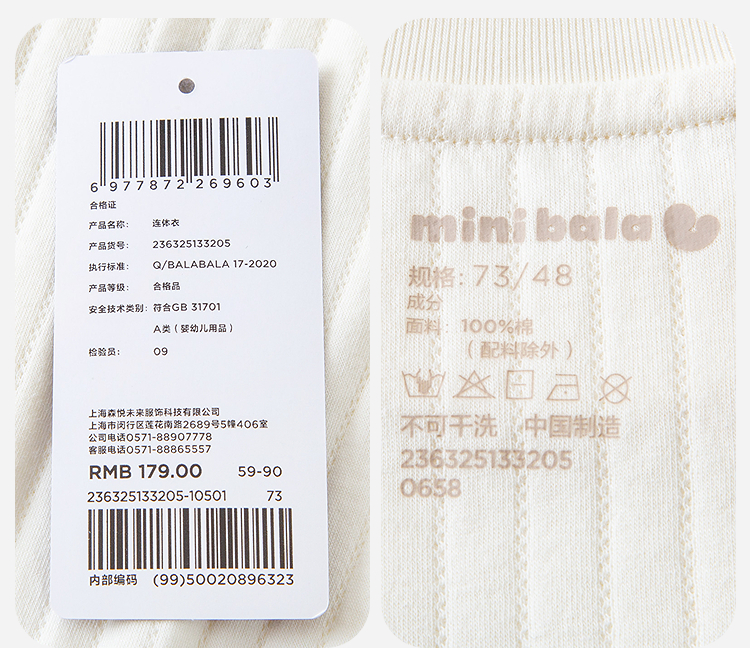 6 977872 269603
合格证
产品名称: 连体衣
产品货号: 236325133205
执行标准: Q/BALABALA 17-2020
产品等级: 合格品
安全技术类别: 符合GB 31701
A类 ( 婴幼儿用品 )
检验员: 09
上海森悦未来服饰科技有限公司
上海市闵行区莲花南路2689号5幢406室
公司电话0571-88907778
客服电话0571-88865557
RMB 179.00 59-90
236325133205-10501 73
内部编码 (99)50020896323
mini bala
规格: 73/48
成分
面料: 100%棉
( 配料除外 )
不可干洗 中国制造
236325133205
0658